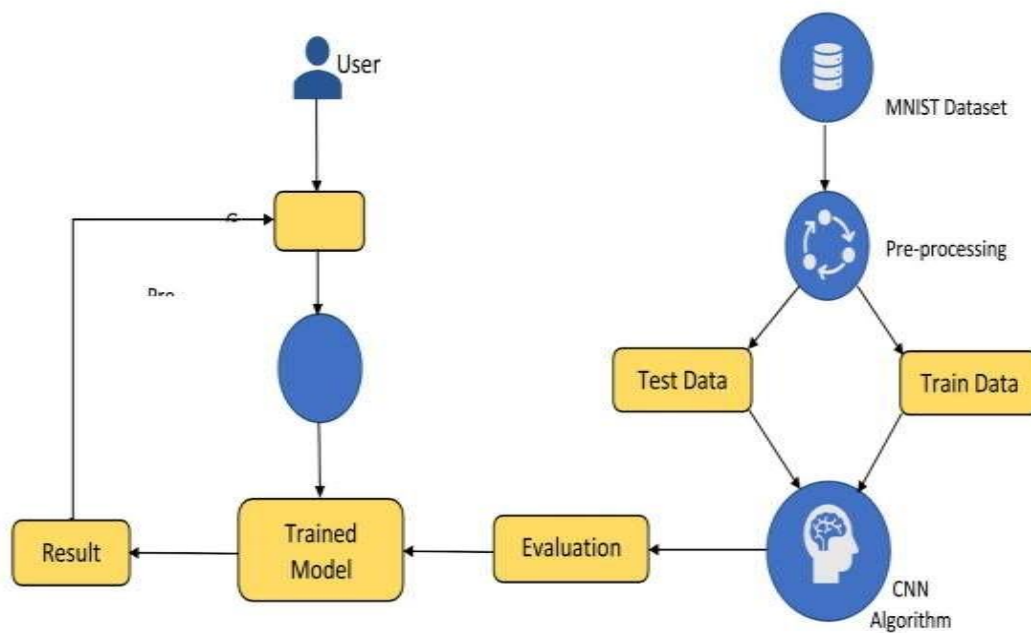 User
MNIST Dataset
Pre-processing
Test Data
Train Data
Trained
Model
Result
Evaluation
CNN
Algorithm